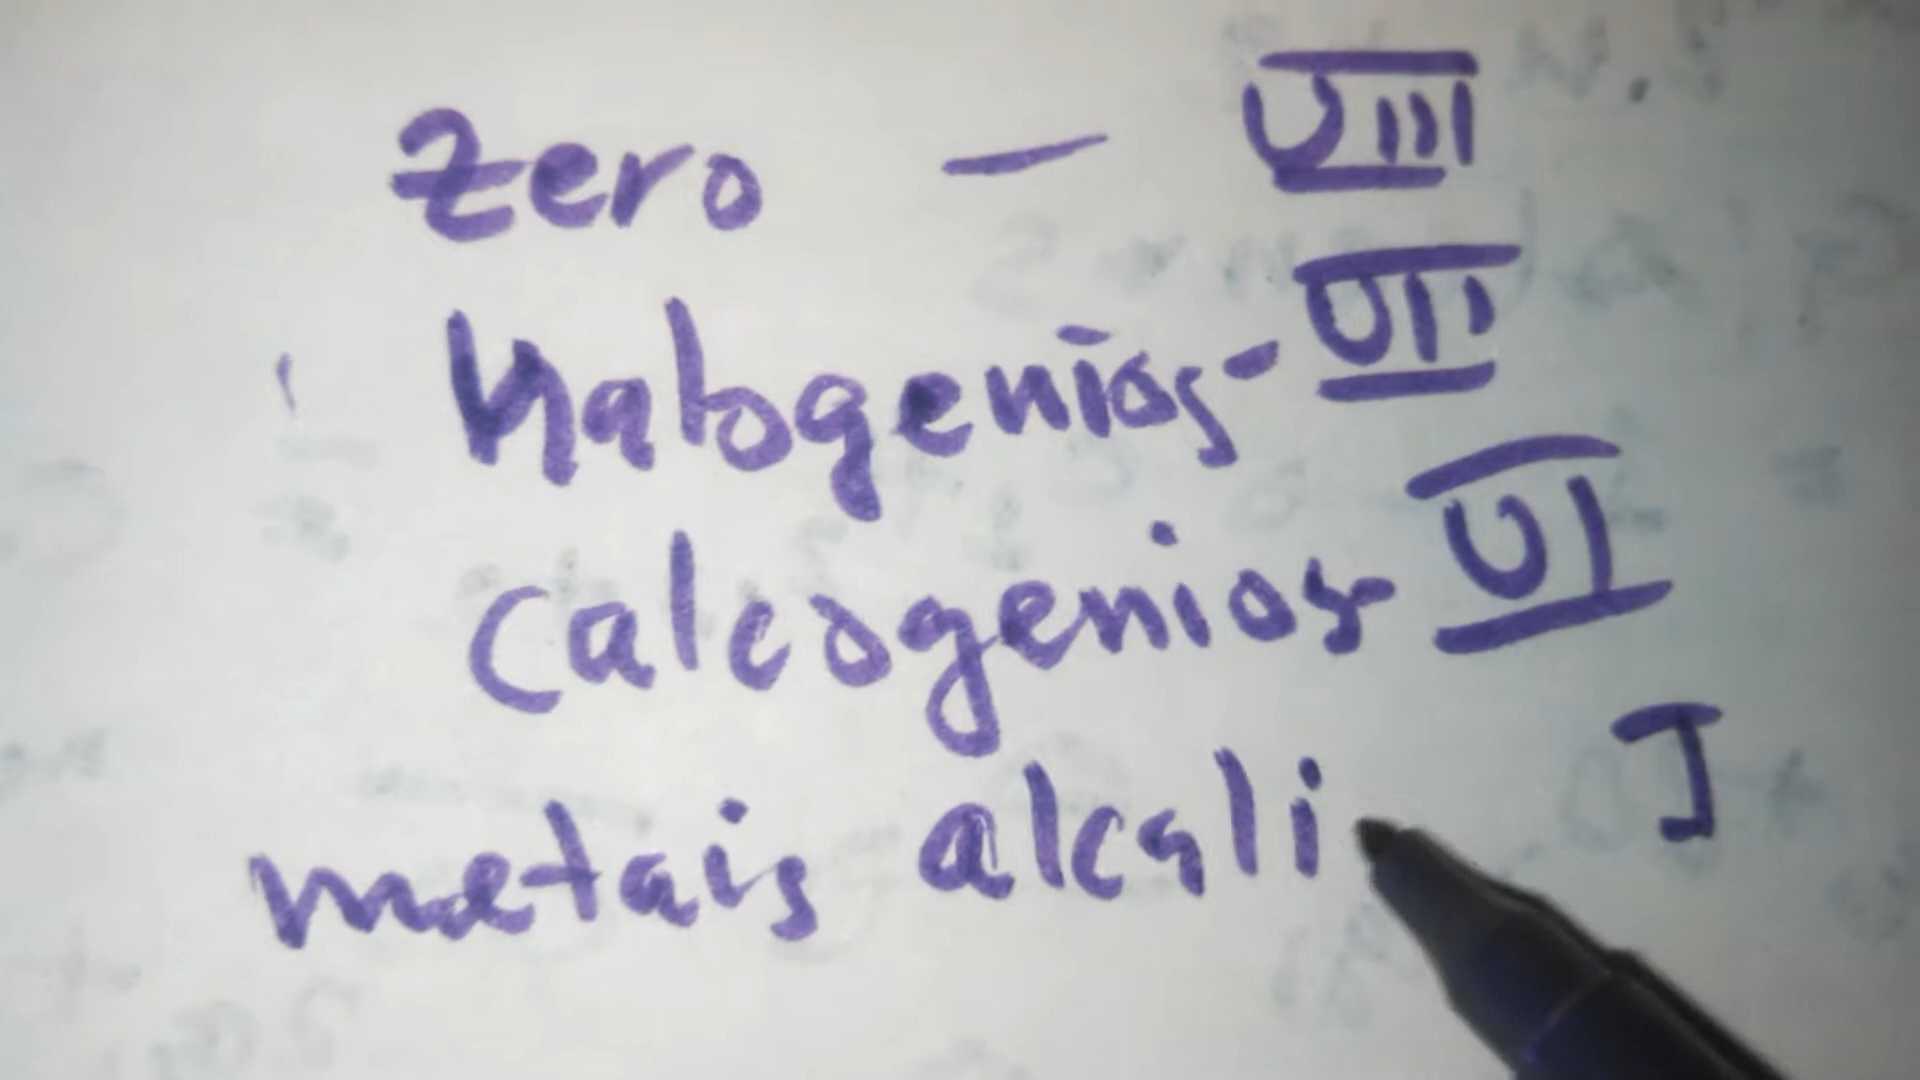 zero - VIII
halogenios - VII
calcogenios - VI
metais alcali I